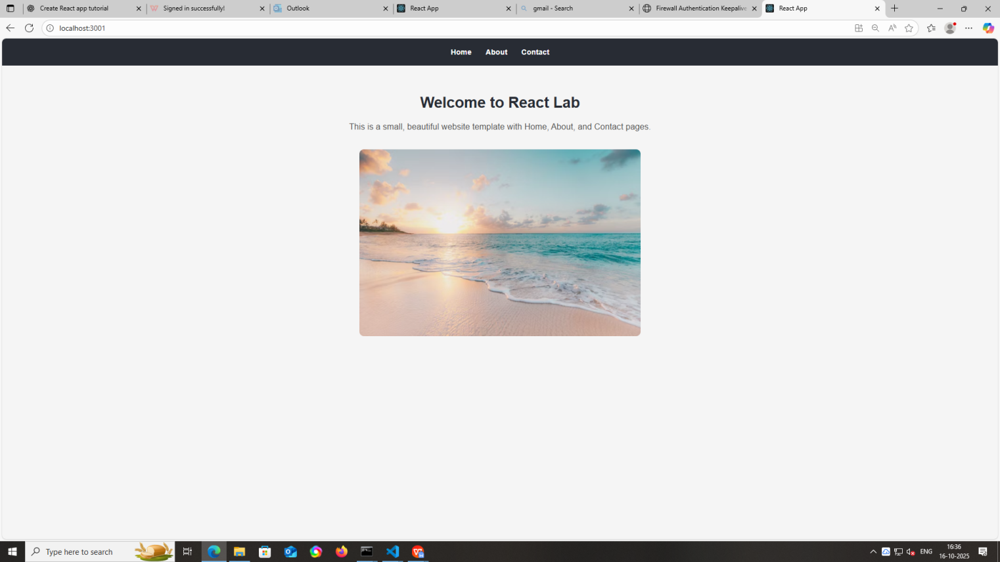 Create React app tutorial
Signed in successfully!
Outlook
React App
gmail - Search
Firewall Authentication Keepalive
React App
localhost:3001
Home About Contact
Welcome to React Lab
This is a small, beautiful website template with Home, About, and Contact pages.
Type here to search
ENG
16:36
16-10-2025